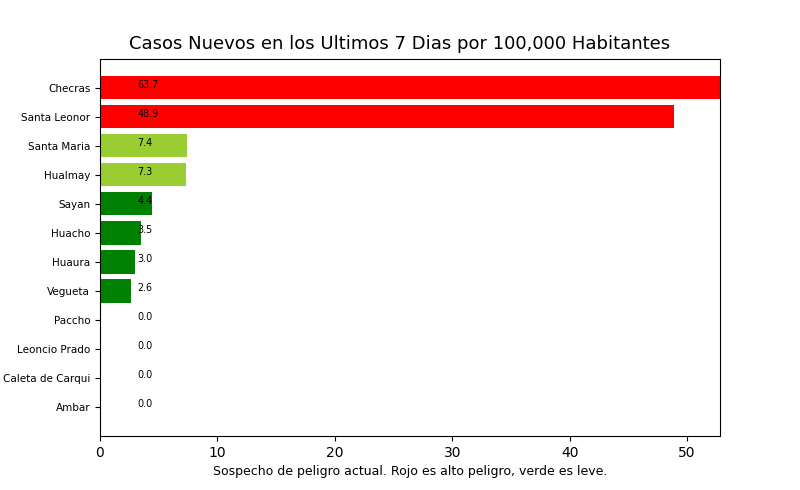 Casos Nuevos en los Ultimos 7 Dias por 100,000 Habitantes
Checras 63.7
Santa Leonor 48.9
Santa Maria 7.4
Hualmay 7.3
Sayan 4.4
Huacho 3.5
Huaura 3.0
Vegueta 2.6
Paccho 0.0
Leoncio Prado 0.0
Caleta de Carqui 0.0
Ambar 0.0
0 10 20 30 40 50
Sospecho de peligro actual. Rojo es alto peligro, verde es leve.